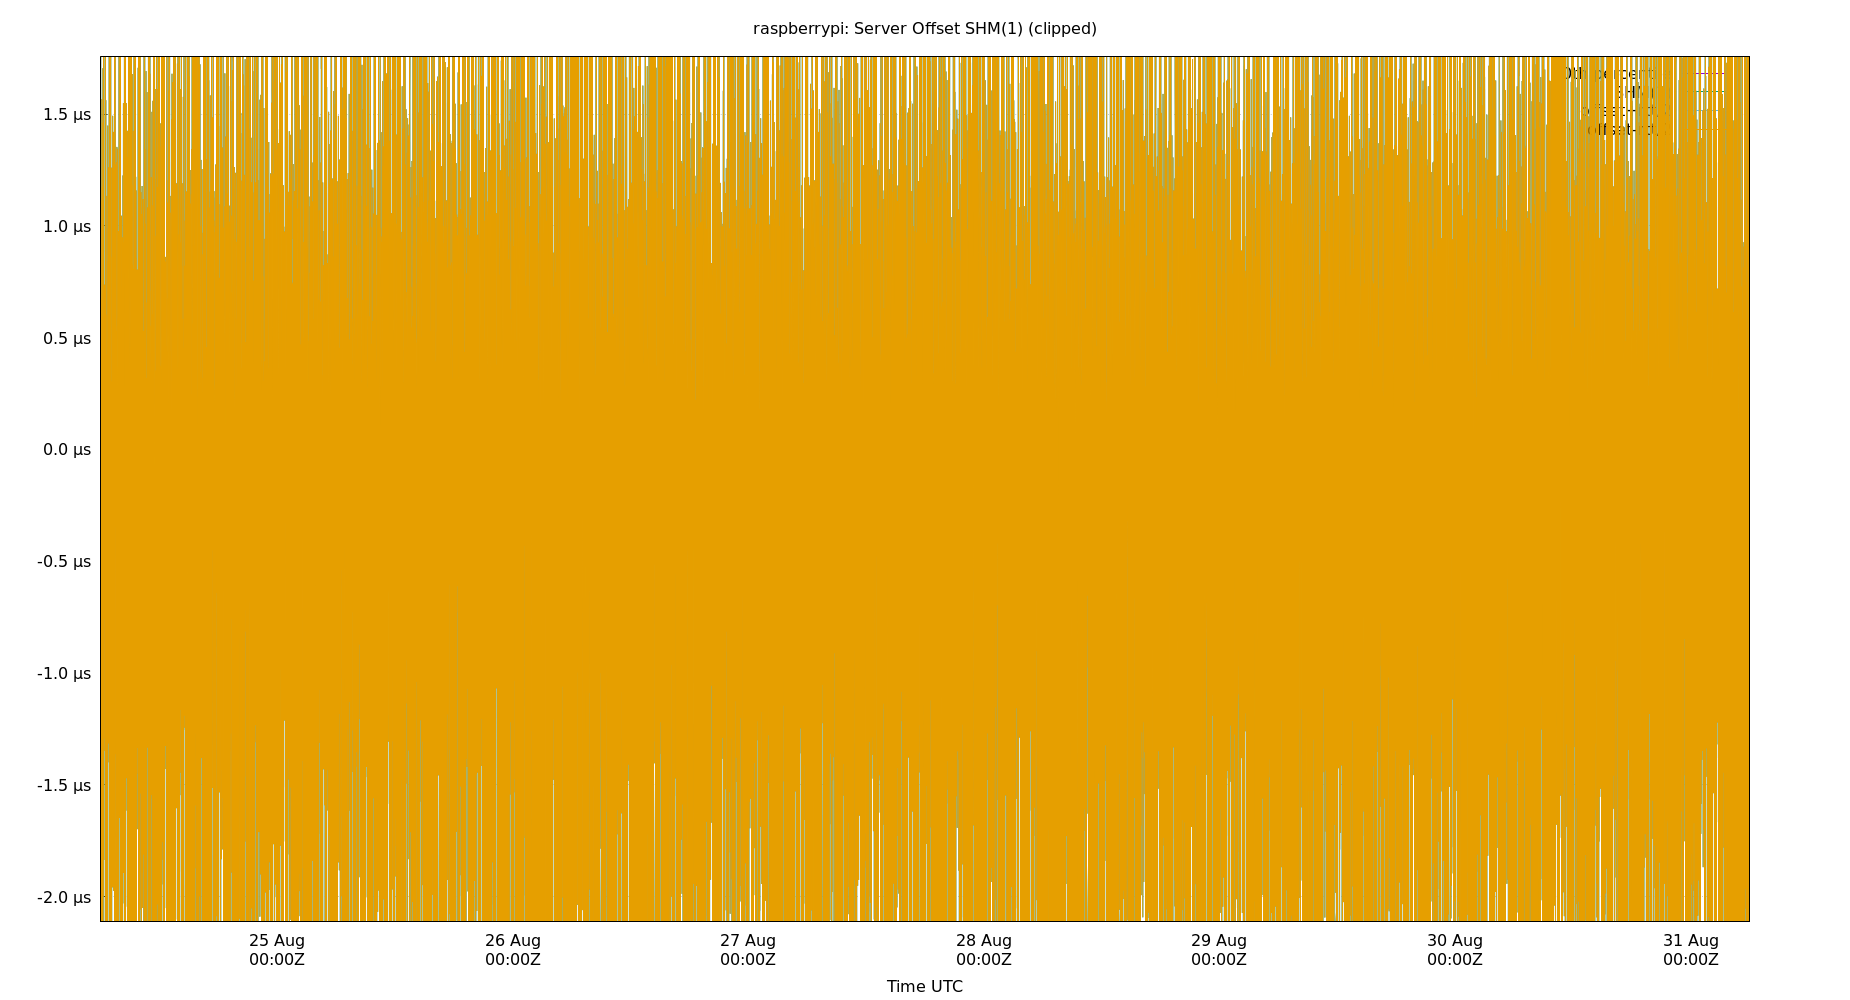 raspberrypi: Server Offset SHM(1) (clipped)
1.5 µs
1.0 µs
0.5 µs
0.0 µs
-0.5 µs
-1.0 µs
-1.5 µs
-2.0 µs
25 Aug 26 Aug 27 Aug 28 Aug 29 Aug 30 Aug 31 Aug
00:00Z 00:00Z 00:00Z 00:00Z 00:00Z 00:00Z 00:00Z
Time UTC